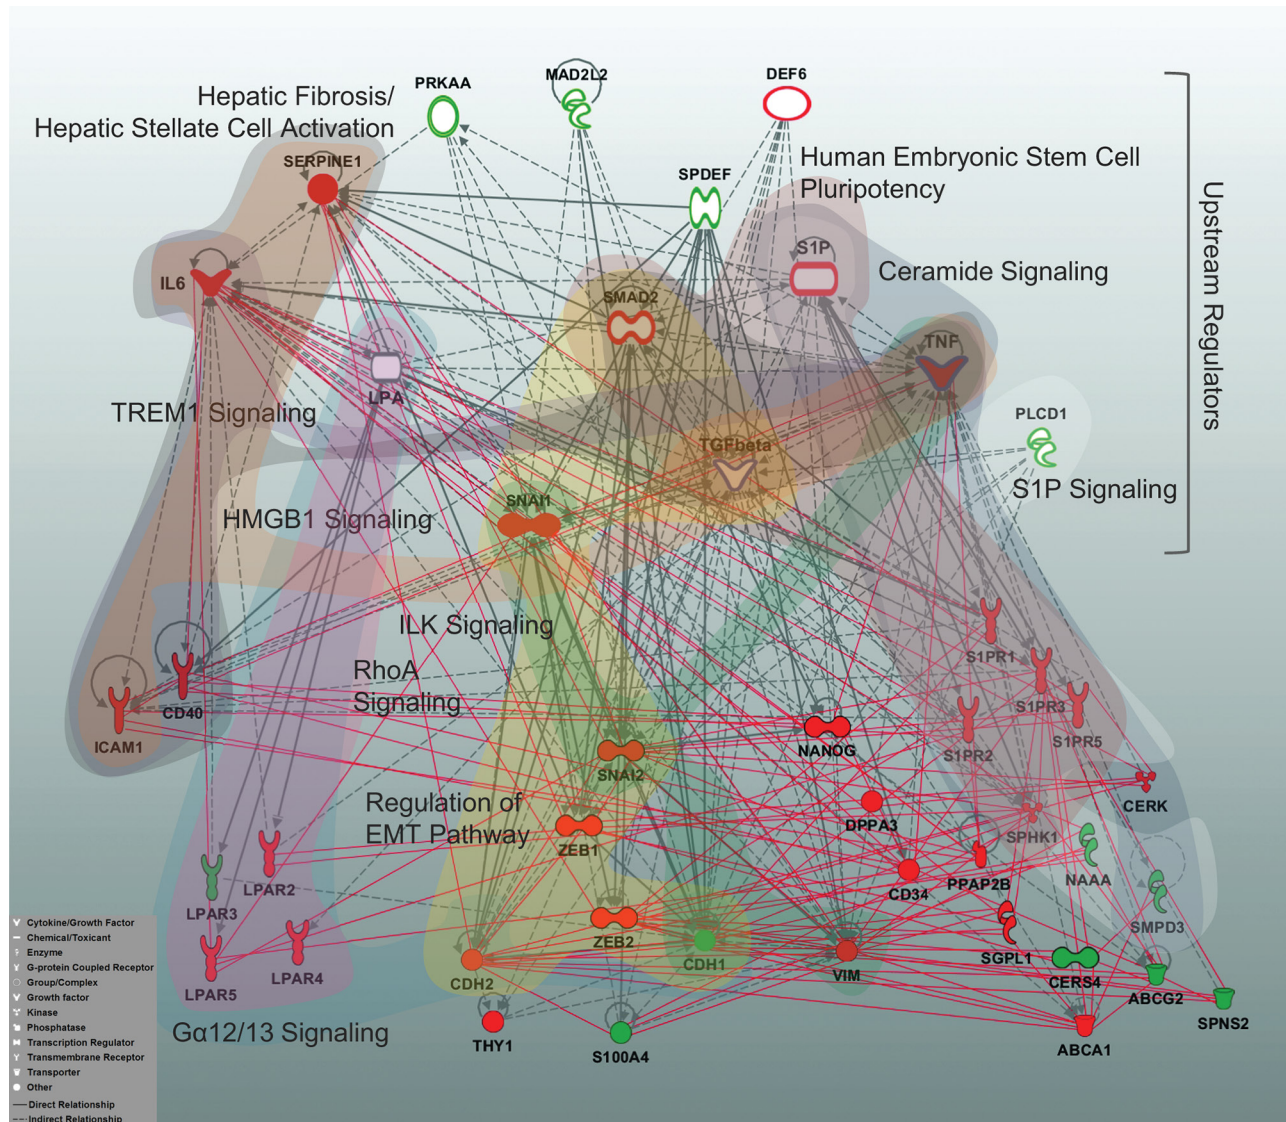 PRKAA
MAD2L2
DEF6
Hepatic Fibrosis/
Hepatic Stellate Cell Activation
SERPINE1
SPDEF
Human Embryonic Stem Cell
Pluripotency
Upstream Regulators
S1P
IL6
Ceramide Signaling
SMAD2
TNF
LPA
TREM1 Signaling
PLCD1
TGFbeta
S1P Signaling
SNAI1
HMGB1 Signaling
ILK Signaling
RhoA
Signaling
S1PR1
S1PR3
S1PR5
S1PR2
CD40
ICAM1
NANOG
SNAI2
CERK
Regulation of
EMT Pathway
DPPA3
SPHK1
ZEB1
NAAA
PPAP2B
CD34
LPAR2
LPAR3
SMPD3
ZEB2
SGPL1
CDH1
VIM
LPAR4
LPAR5
CDH2
CERS4
ABCG2
SPNS2
Gα12/13 Signaling
THY1
S100A4
ABCA1
Cytokine/Growth Factor
Chemical/Toxicant
Enzyme
G-protein Coupled Receptor
Group/Complex
Growth factor
Kinase
Phosphatase
Transcription Regulator
Transmembrane Receptor
Transporter
Other
Direct Relationship
Indirect Relationship